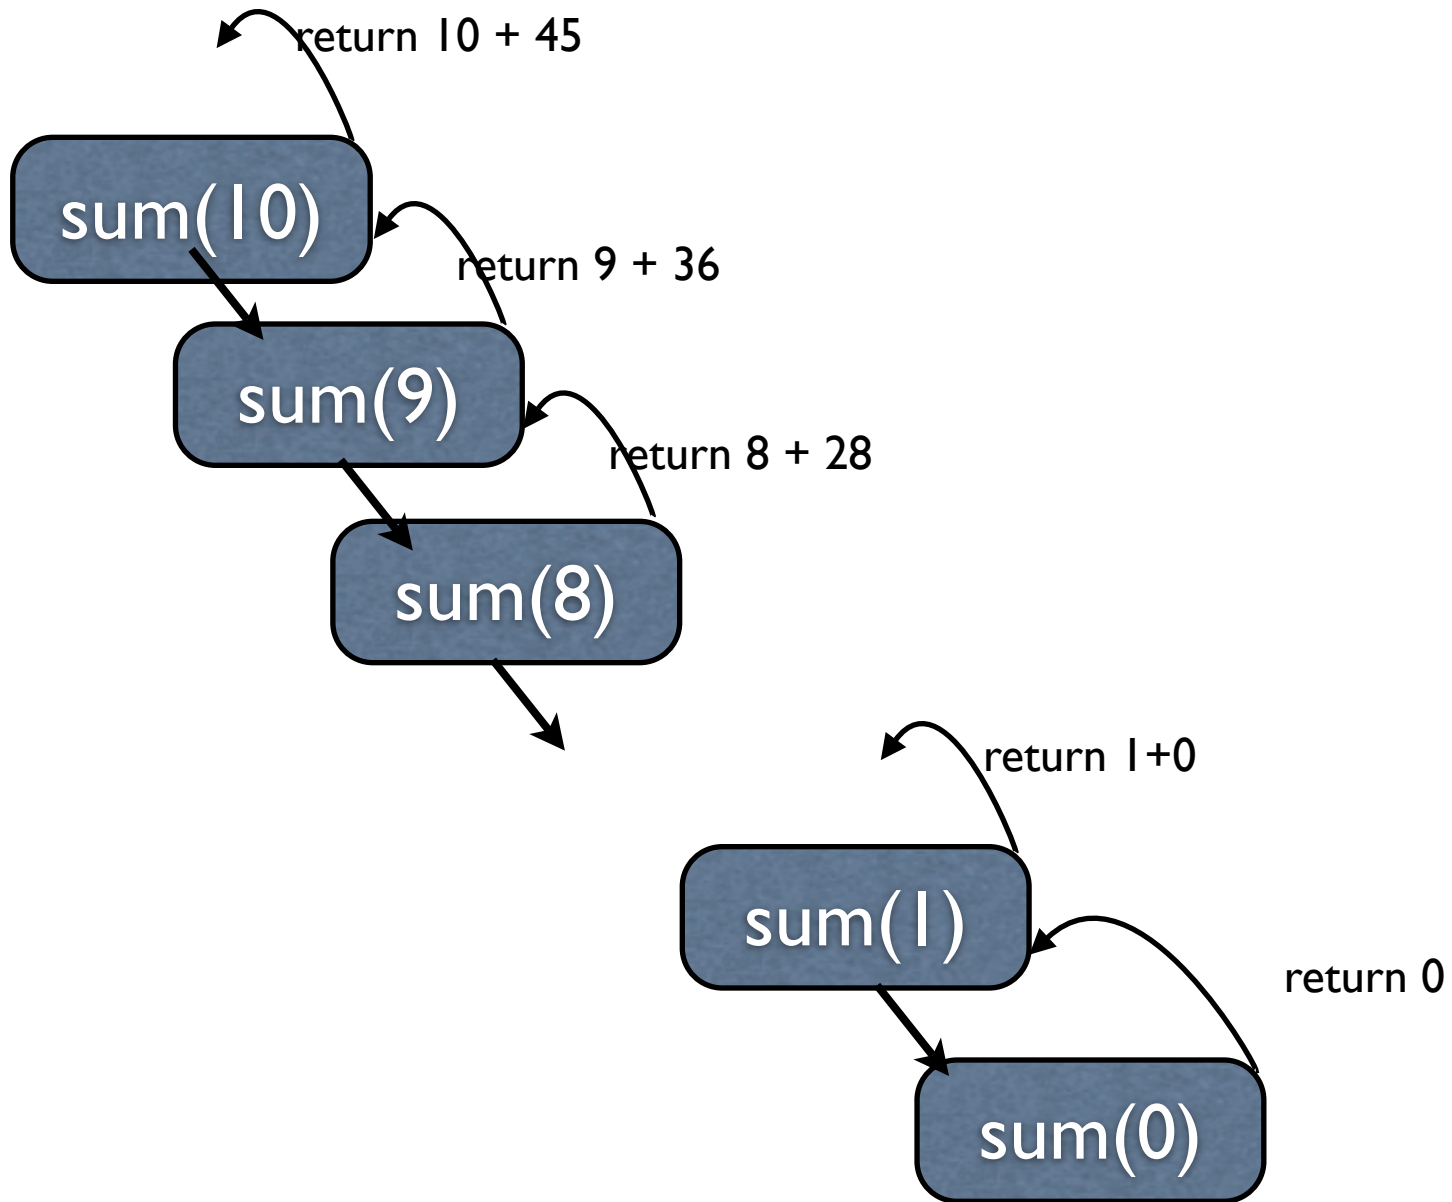 return 10 + 45
sum(10)
return 9 + 36
sum(9)
return 8 + 28
sum(8)
return 1+0
sum(1)
return 0
sum(0)